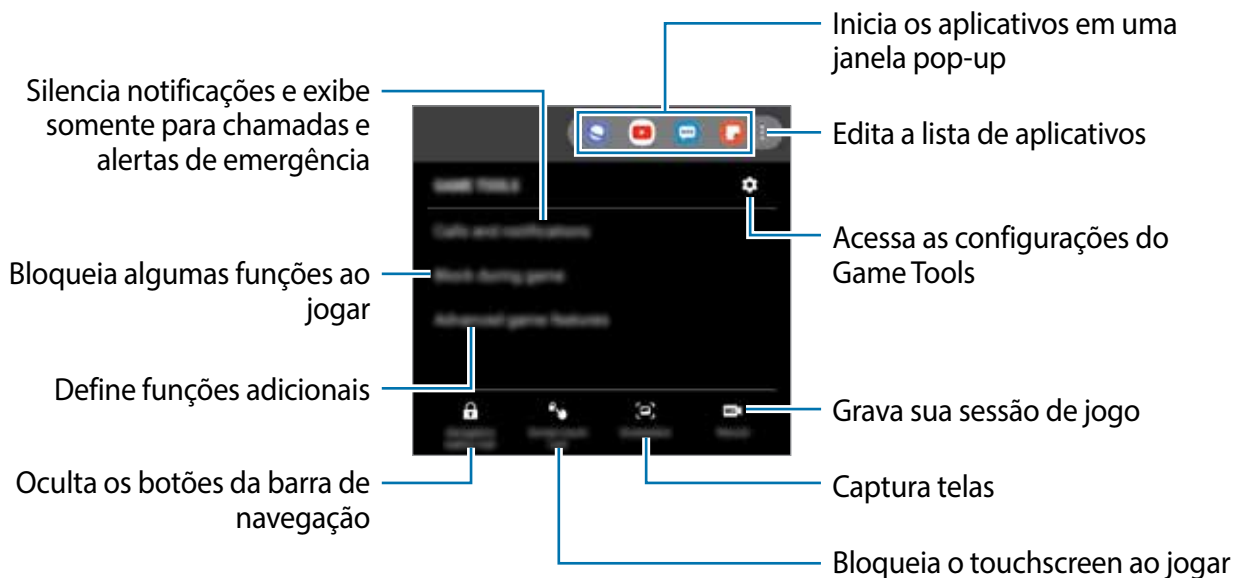 Inicia os aplicativos em uma
janela pop-up
Silencia notificações e exibe
somente para chamadas e
alertas de emergência
Edita a lista de aplicativos
GAME TOOLS
Calls and notifications
Acessa as configurações do
Game Tools
Bloqueia algumas funções ao
jogar
Block during game
Advanced game features
Define funções adicionais
Grava sua sessão de jogo
Oculta os botões da barra de
navegação
Captura telas
Bloqueia o touchscreen ao jogar